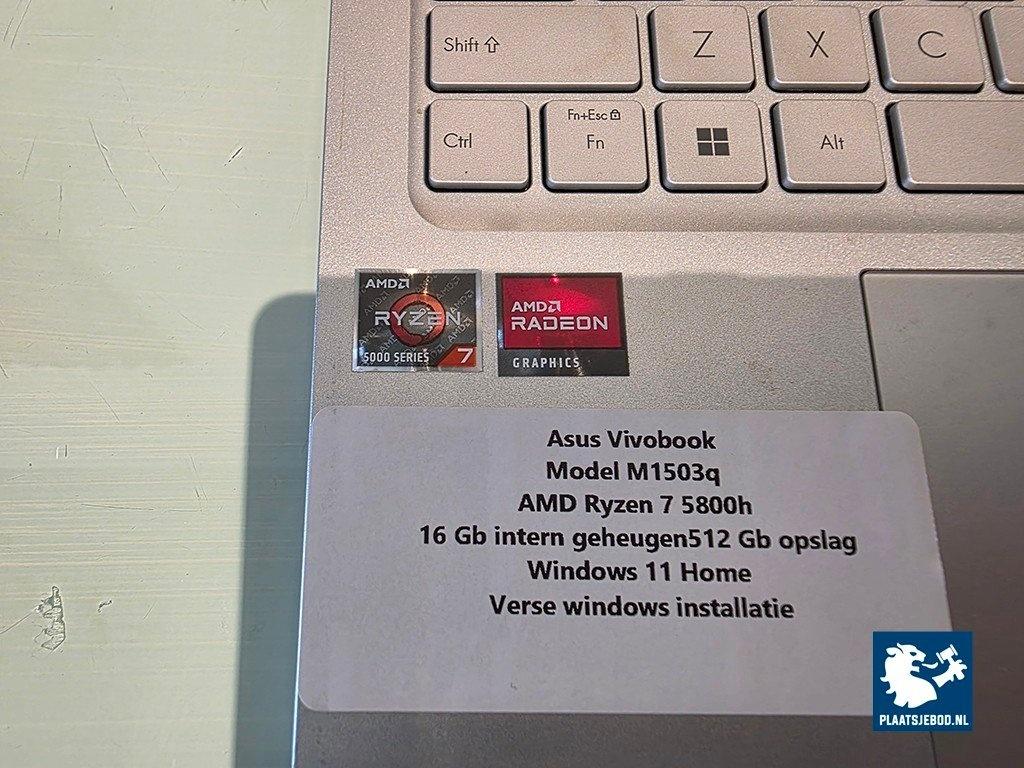 Shift
Z
X
C
Ctrl
Fn+Esc
Fn
Alt
AMD
RYZEN
5000 SERIES
7
AMD
RADEON
GRAPHICS
Asus Vivobook
Model M1503q
AMD Ryzen 7 5800h
16 Gb intern geheugen512 Gb opslag
Windows 11 Home
Verse windows installatie
PLAATSJEBOD.NL